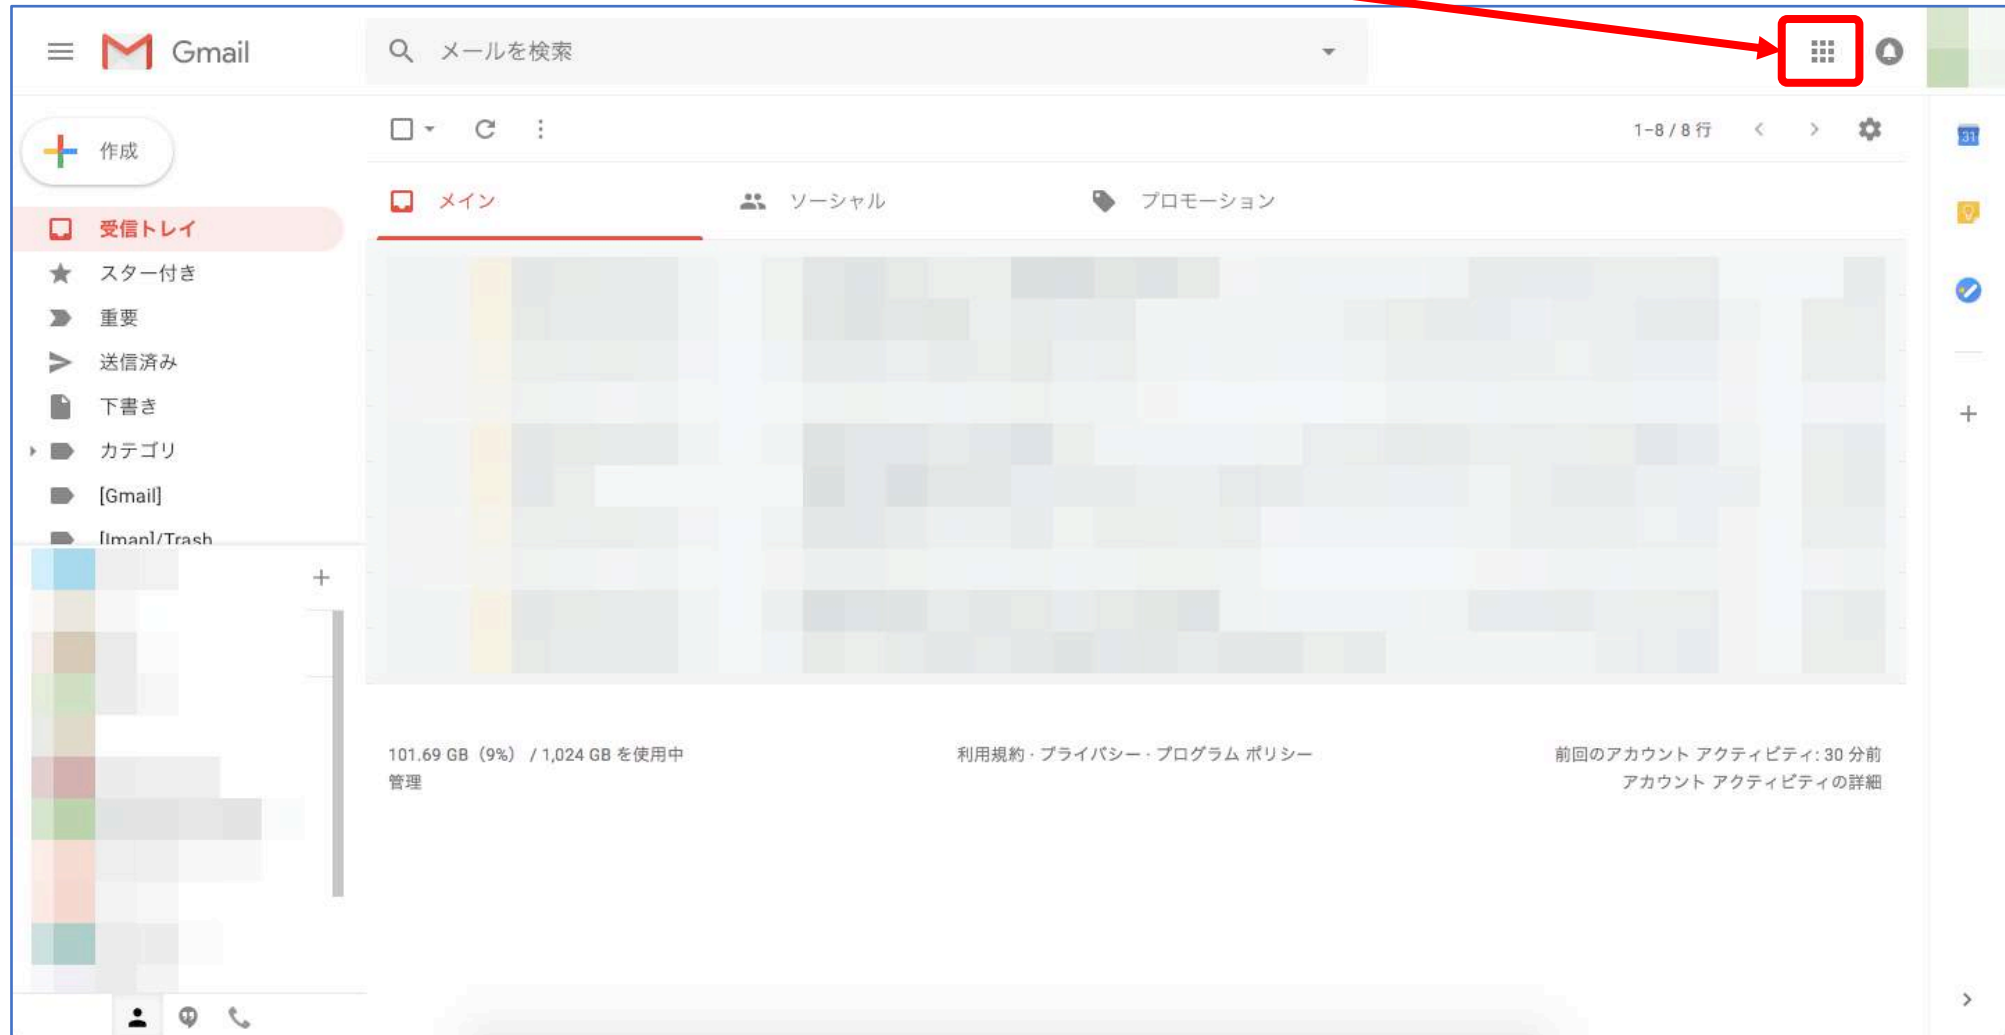 Gmail
メールを検索
作成
1-8 / 8 行
31
メイン
ソーシャル
プロモーション
受信トレイ
スター付き
重要
送信済み
下書き
カテゴリ
[Gmail]
[Imap]/Trash
101.69 GB（9%） / 1,024 GB を使用中
管理
利用規約 · プライバシー · プログラム ポリシー
前回のアカウント アクティビティ: 30 分前
アカウント アクティビティの詳細